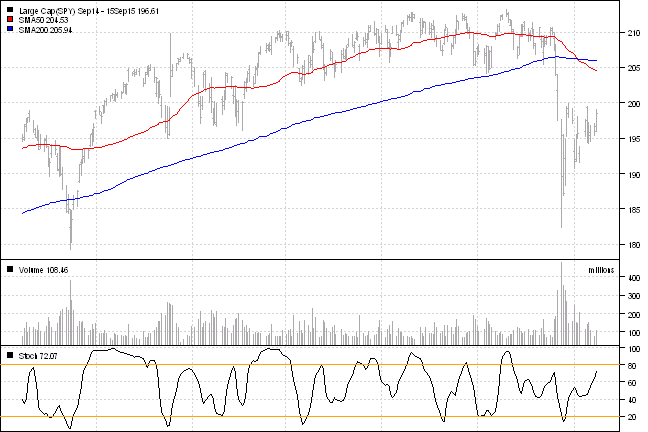 Large Cap(SPY) Sep14 - 15Sep15 196.61
SMA50 204.53
SMA200 205.94
210
205
200
195
190
185
180
Volume 108.46
millions
400
300
200
100
Stoch 72.07
100
80
60
40
20